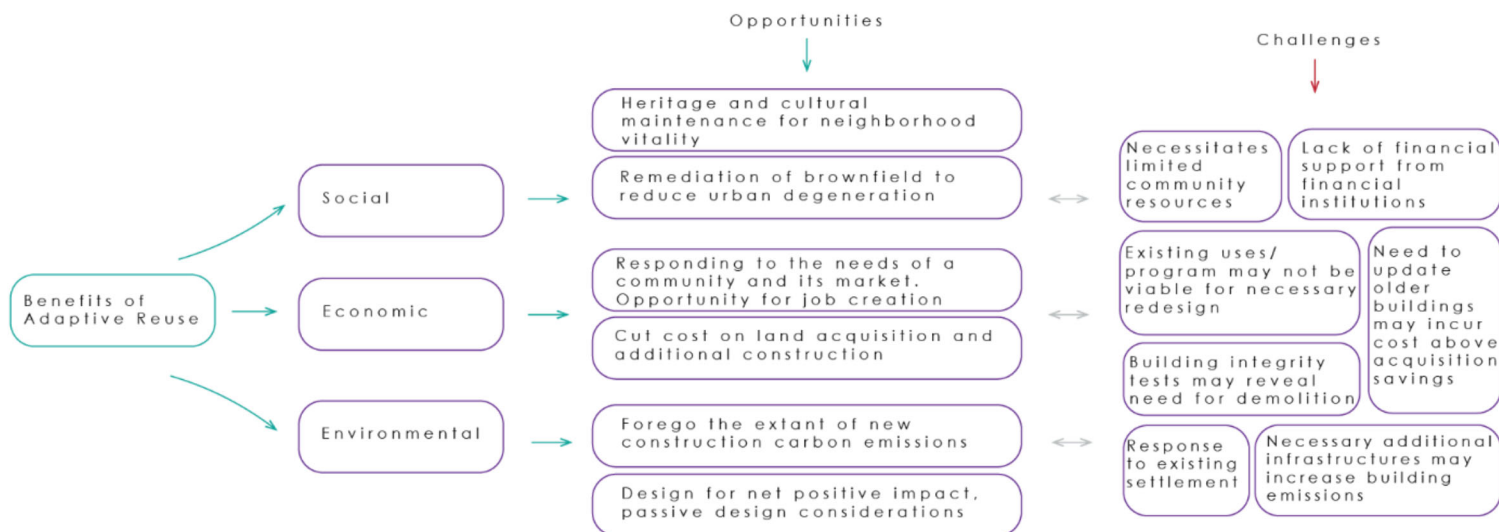 Opportunities
Challenges
Heritage and cultural
maintenance for neighborhood
vitality
Remediation of brownfield to
reduce urban degeneration
Necessitates
limited
community
resources
Lack of financial
support from
financial
institutions
Social
Benefits of
Adaptive Reuse
Economic
Responding to the needs of a
community and its market.
Opportunity for job creation
Cut cost on land acquisition and
additional construction
Existing uses/
program may not be
viable for necessary
redesign
Need to
update
older
buildings
may incur
cost above
acquisition
savings
Building integrity
tests may reveal
need for demolition
Environmental
Forego the extant of new
construction carbon emissions
Design for net positive impact,
passive design considerations
Response
to existing
settlement
Necessary additional
infrastructures may
increase building
emissions